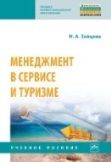 Н. А. Зайцева
МЕНЕДЖМЕНТ
В СЕРВИСЕ
И ТУРИЗМЕ
УЧЕБНОЕ ПОСОБИЕ